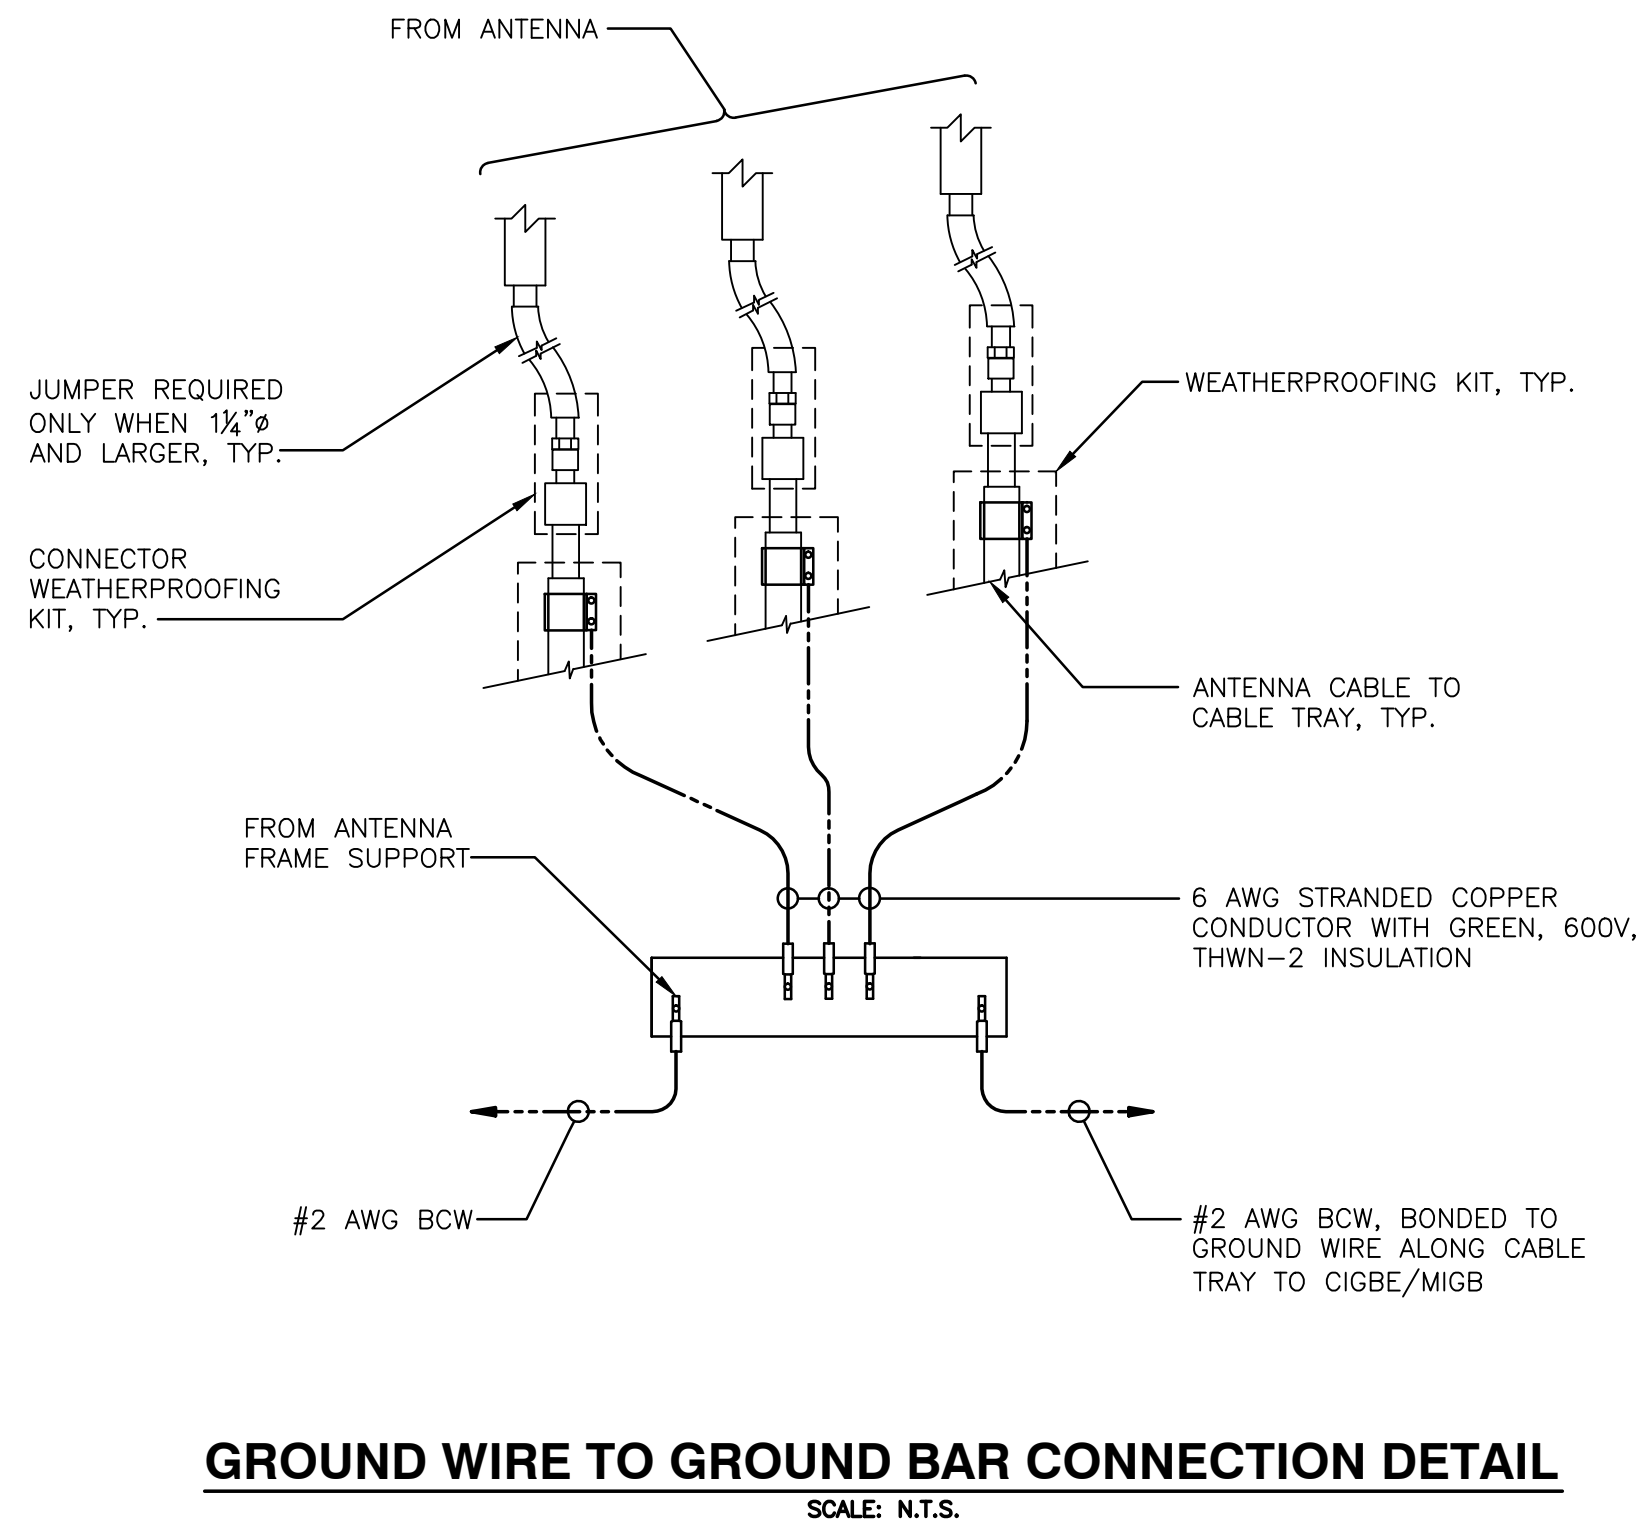 FROM ANTENNA
JUMPER REQUIRED
ONLY WHEN 1¼"ø
AND LARGER, TYP.
WEATHERPROOFING KIT, TYP.
CONNECTOR
WEATHERPROOFING
KIT, TYP.
ANTENNA CABLE TO
CABLE TRAY, TYP.
FROM ANTENNA
FRAME SUPPORT
6 AWG STRANDED COPPER
CONDUCTOR WITH GREEN, 600V,
THWN-2 INSULATION
#2 AWG BCW
#2 AWG BCW, BONDED TO
GROUND WIRE ALONG CABLE
TRAY TO CIGBE/MIGB
GROUND WIRE TO GROUND BAR CONNECTION DETAIL
SCALE: N.T.S.